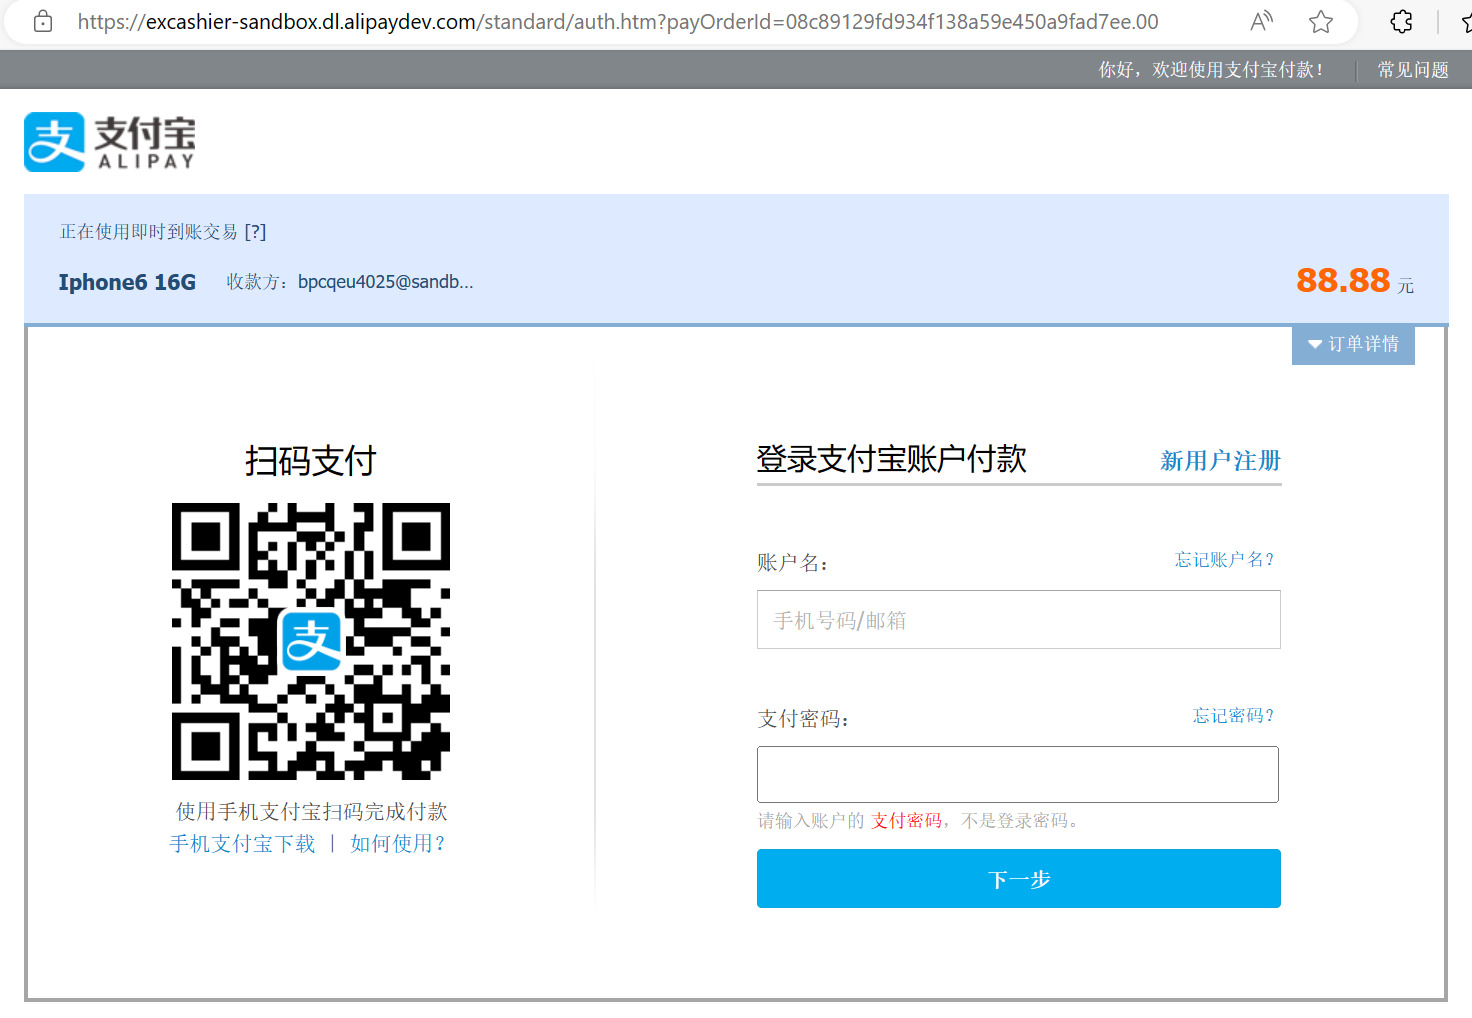 https://excashier-sandbox.dl.alipaydev.com/standard/auth.htm?payOrderId=08c89129fd934f138a59e450a9fad7ee.00
你好，欢迎使用支付宝付款！ 常见问题
支 支付宝
ALIPAY
正在使用即时到账交易 [?]
Iphone6 16G 收款方：bpcqeu4025@sandb... 88.88 元
订单详情
扫码支付
支
使用手机支付宝扫码完成付款
手机支付宝下载 | 如何使用？
登录支付宝账户付款 新用户注册
账户名： 忘记账户名？
手机号码/邮箱
支付密码： 忘记密码？
请输入账户的 支付密码，不是登录密码。
下一步